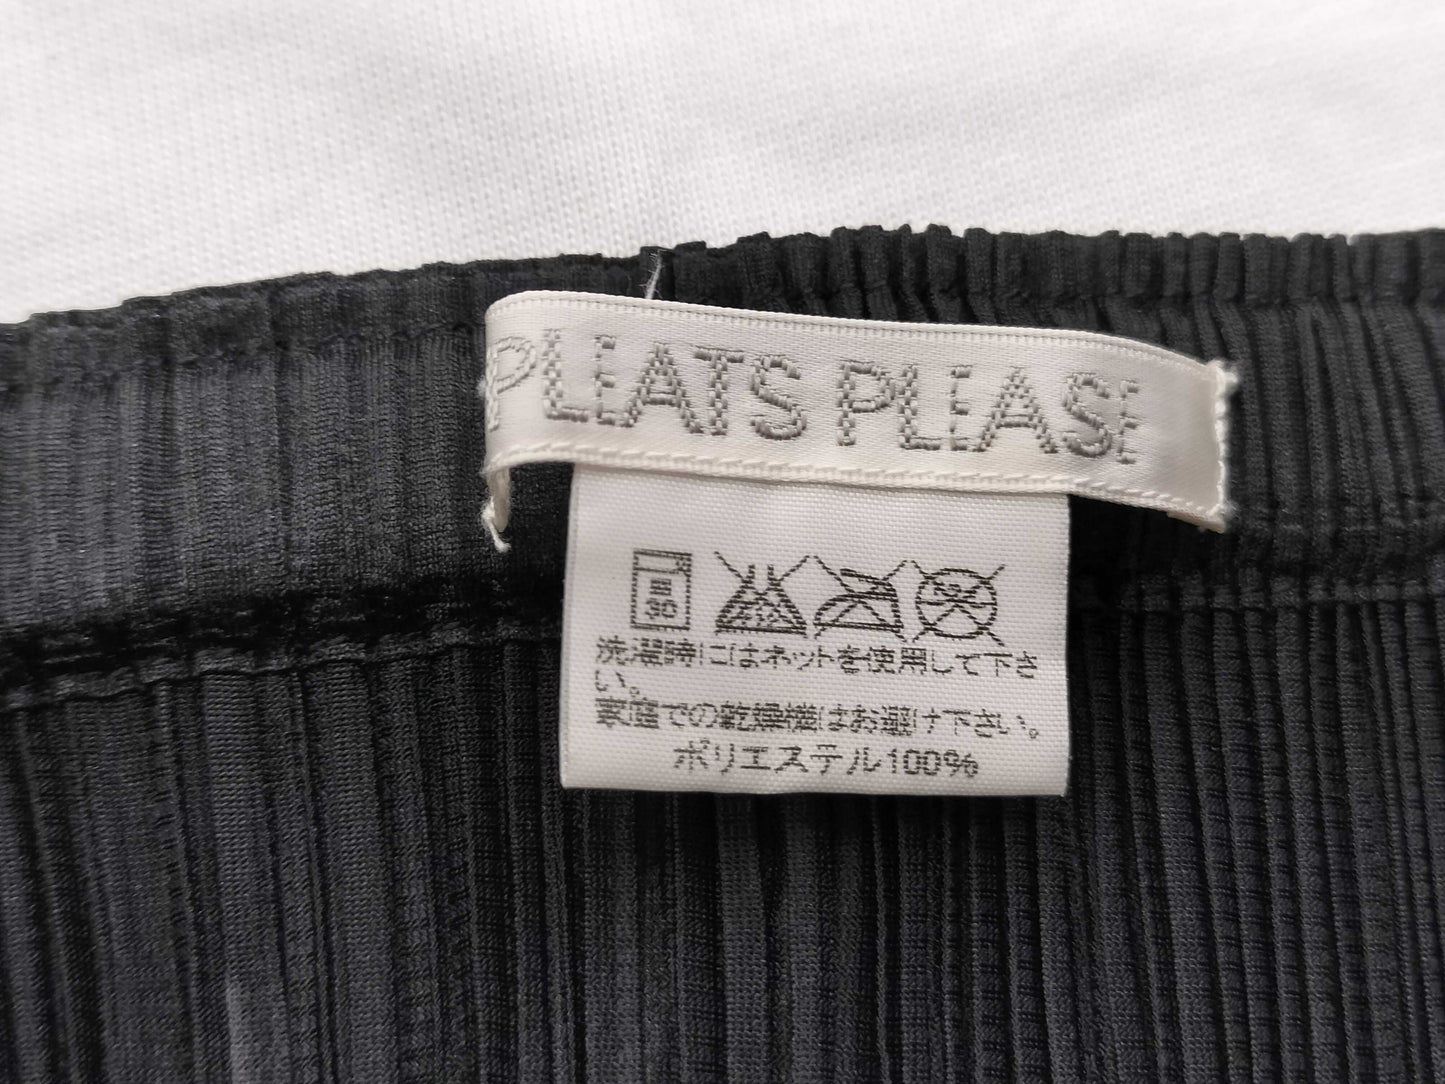 PLEATS PLEASE
30
洗濯時にはネットを使用して下さ
い。
家庭での乾燥機はお避け下さい。
ポリエステル100%